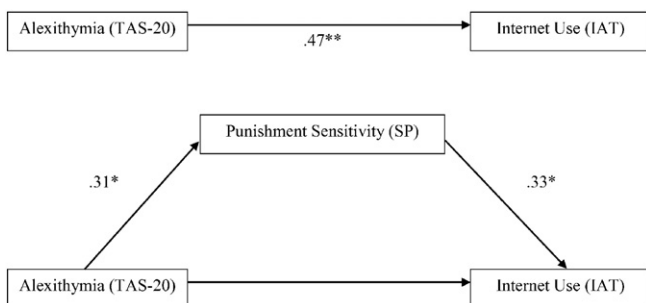 Alexithymia (TAS-20)
Internet Use (IAT)
.47**
Punishment Sensitivity (SP)
.31*
.33*
Alexithymia (TAS-20)
Internet Use (IAT)